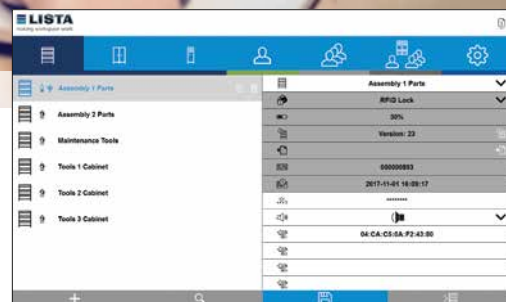 LISTA
making workspace work
Assembly 1 Parts
Assembly 2 Parts
Maintenance Tools
Tools 1 Cabinet
Tools 2 Cabinet
Tools 3 Cabinet
Assembly 1 Parts
RFID Lock
30%
Version: 23
000000893
2017-11-01 16:09:17
********
04:CA:C5:6A:F2:43:80